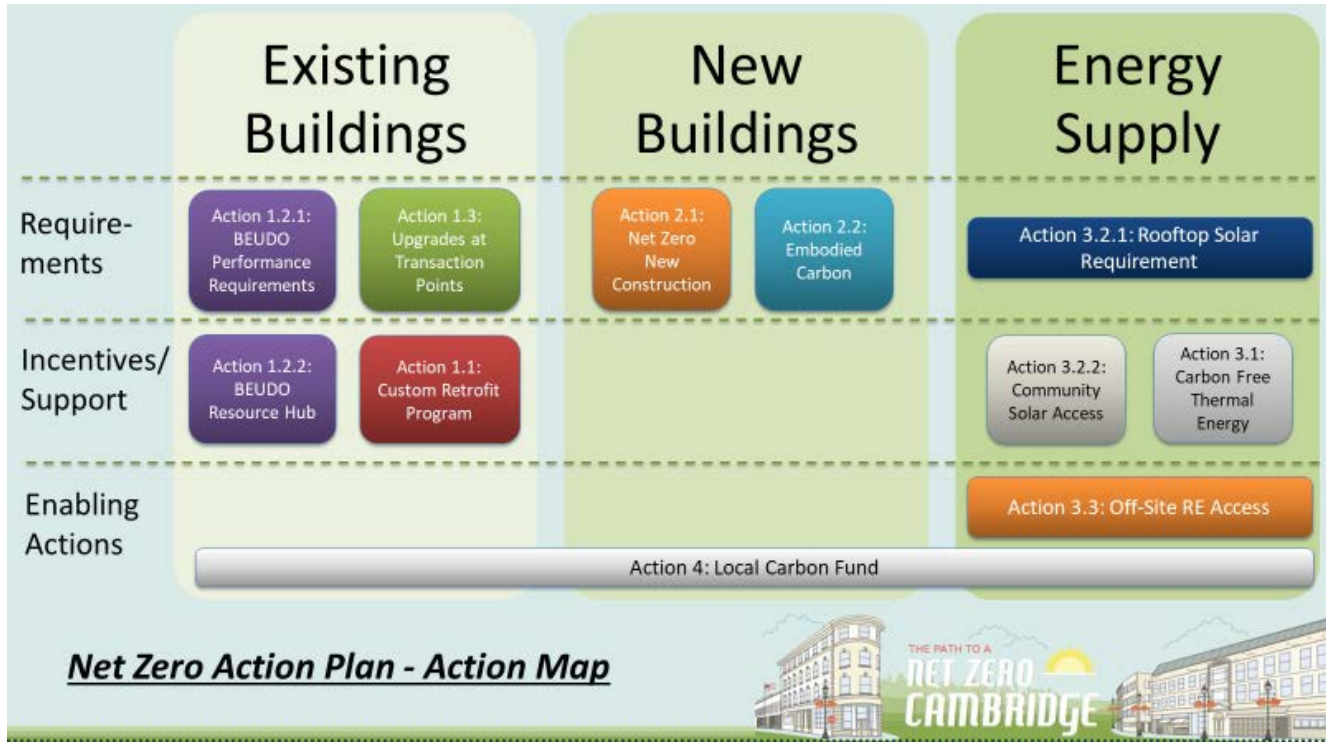 Existing
Buildings
New
Buildings
Energy
Supply
Require-
ments
Action 1.2.1:
BEUDO
Performance
Requirements
Action 1.3:
Upgrades at
Transaction
Points
Action 2.1:
Net Zero
New
Construction
Action 2.2:
Embodied
Carbon
Action 3.2.1: Rooftop Solar
Requirement
Incentives/
Support
Action 1.2.2:
BEUDO
Resource Hub
Action 1.1:
Custom Retrofit
Program
Action 3.2.2:
Community
Solar Access
Action 3.1:
Carbon Free
Thermal
Energy
Enabling
Actions
Action 3.3: Off-Site RE Access
Action 4: Local Carbon Fund
Net Zero Action Plan - Action Map
THE PATH TO A
NET ZERO
CAMBRIDGE